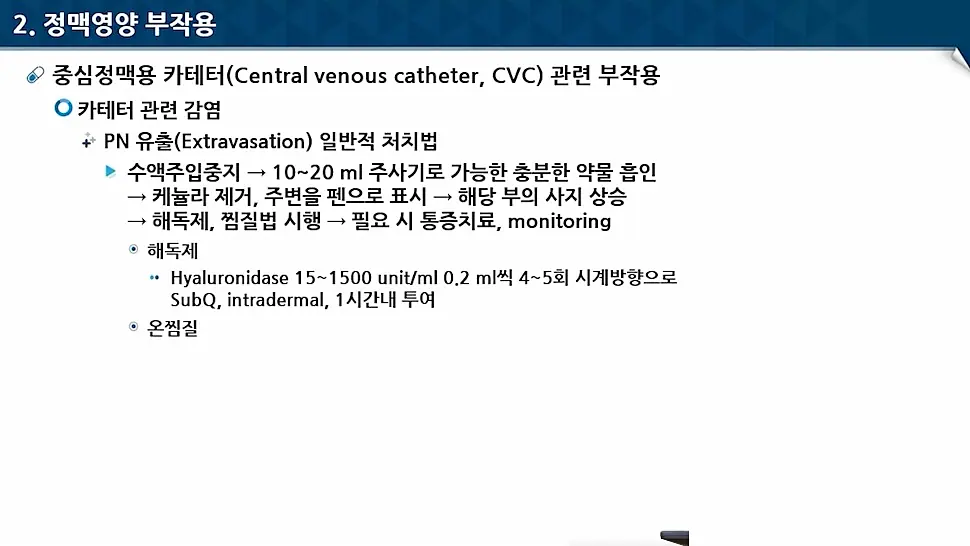 2. 정맥영양 부작용
중심정맥용 카테터(Central venous catheter, CVC) 관련 부작용
카테터 관련 감염
PN 유출(Extravasation) 일반적 처치법
수액주입중지 → 10~20 ml 주사기로 가능한 충분한 약물 흡인
→ 케뉼라 제거, 주변을 펜으로 표시 → 해당 부의 사지 상승
→ 해독제, 찜질법 시행 → 필요 시 통증치료, monitoring
해독제
Hyaluronidase 15~1500 unit/ml 0.2 ml씩 4~5회 시계방향으로
SubQ, intradermal, 1시간내 투여
온찜질